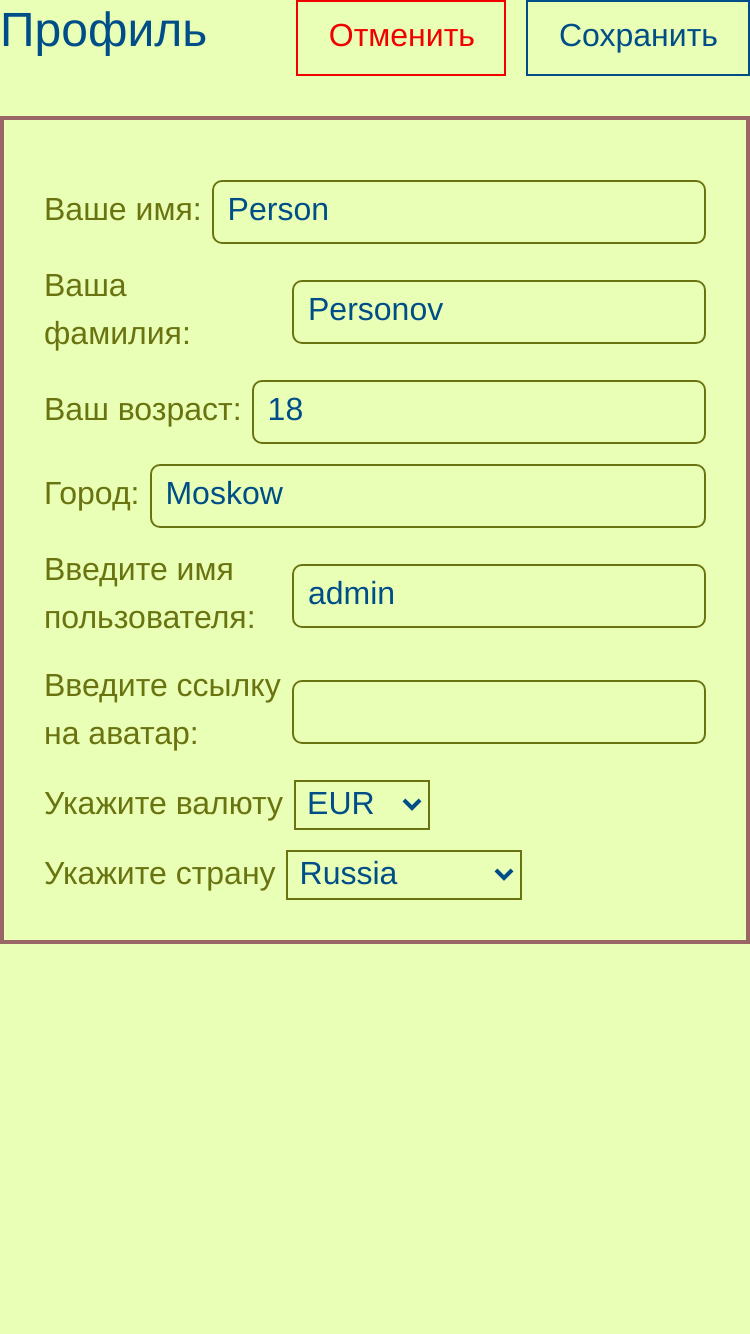 Профиль
Отменить
Сохранить
Ваше имя: Person
Ваша
фамилия:
Personov
Ваш возраст: 18
Город: Moskow
Введите имя
пользователя:
admin
Введите ссылку
на аватар:
Укажите валюту EUR
Укажите страну Russia